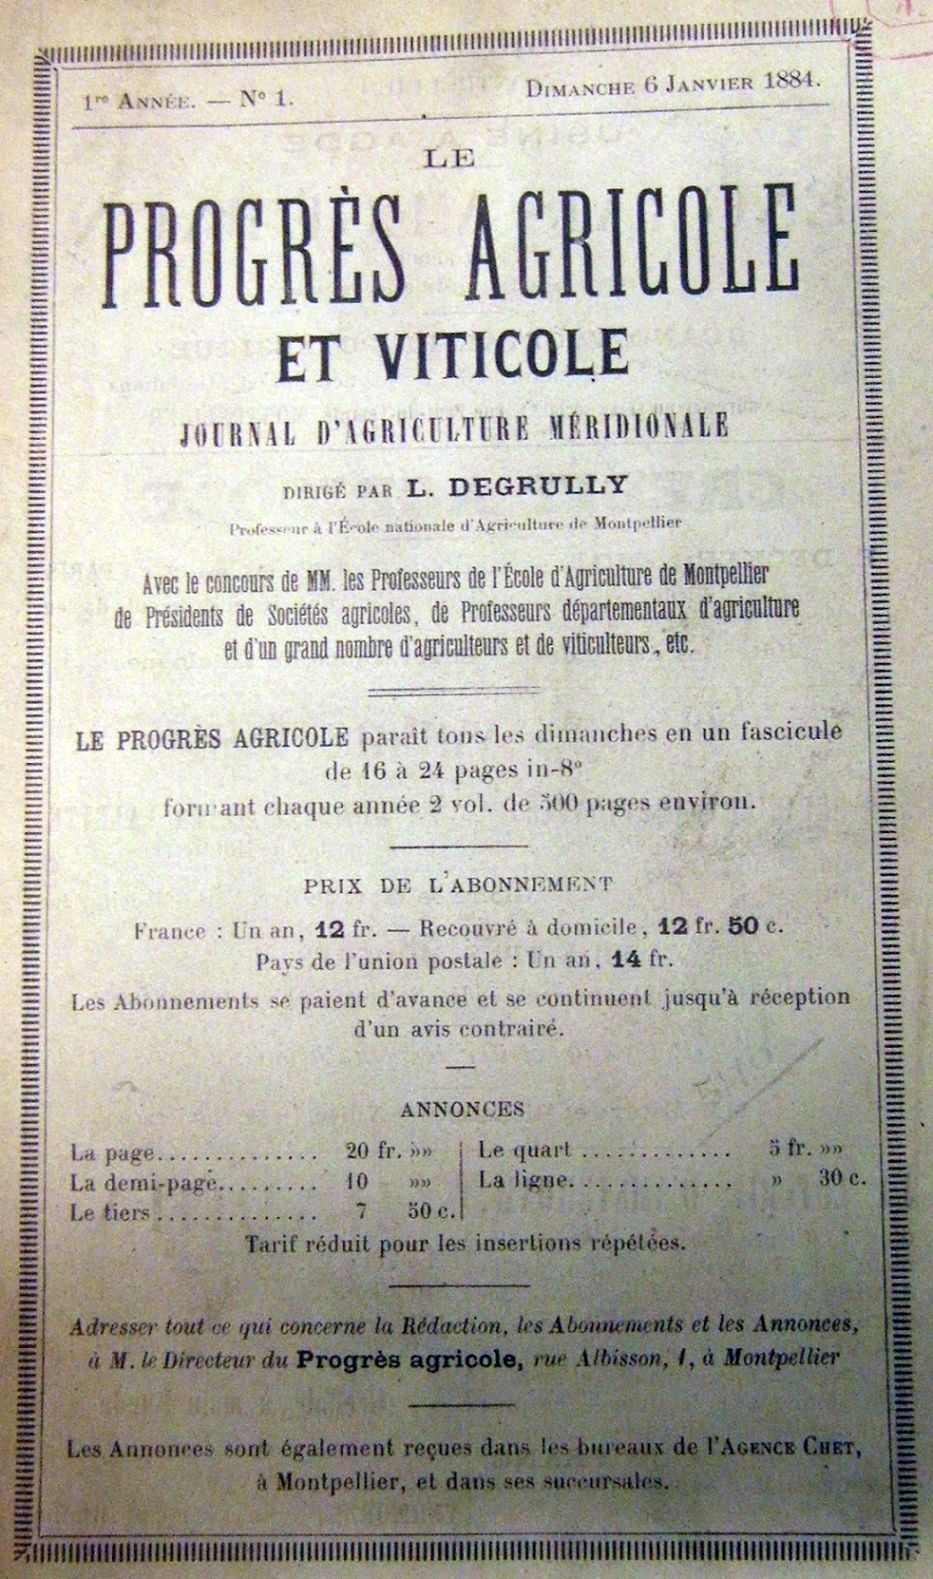 1re ANNÉE. — No 1.
DIMANCHE 6 JANVIER 1884.
LE
PROGRÈS AGRICOLE
ET VITICOLE
JOURNAL D'AGRICULTURE MÉRIDIONALE
DIRIGÉ PAR L. DEGRULLY
Professeur à l'École nationale d'Agriculture de Montpellier
Avec le concours de MM. les Professeurs de l'École d'Agriculture de Montpellier
de Présidents de Sociétés agricoles, de Professeurs départementaux d'agriculture
et d'un grand nombre d'agriculteurs et de viticulteurs, etc.
LE PROGRÈS AGRICOLE paraît tous les dimanches en un fascicule
de 16 à 24 pages in-8o
formant chaque année 2 vol. de 500 pages environ.
PRIX DE L'ABONNEMENT
France : Un an, 12 fr. — Recouvré à domicile, 12 fr. 50 c.
Pays de l'union postale : Un an, 14 fr.
Les Abonnements se paient d'avance et se continuent jusqu'à réception
d'un avis contraire.
ANNONCES
La page.............. 20 fr. »» | Le quart ............. 5 fr. »»
La demi-page......... 10 »» | La ligne.............. » 30 c.
Le tiers.............. 7 50 c.
Tarif réduit pour les insertions répétées.
Adresser tout ce qui concerne la Rédaction, les Abonnements et les Annonces,
à M. le Directeur du Progrès agricole, rue Albisson, 1, à Montpellier
Les Annonces sont également reçues dans les bureaux de l'AGENCE CHET,
à Montpellier, et dans ses succursales.